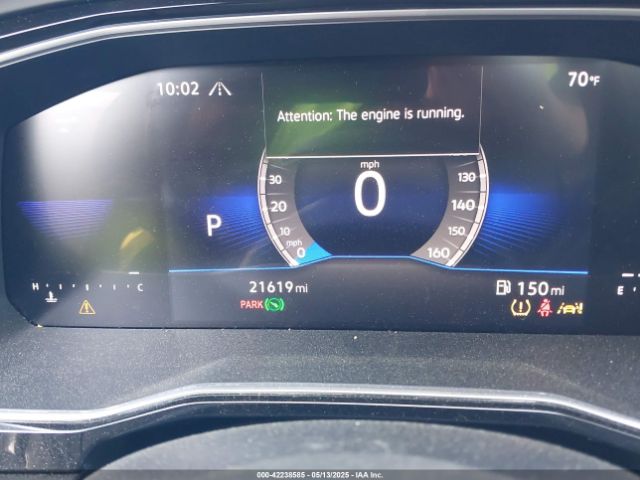 10:02
70°F
Attention: The engine is running.
mph
0
30
20
10
mph
0
130
140
150
160
P
H C
21619 mi
150 mi
E
PARK
000-42238585 - 05/13/2025 - IAA Inc.